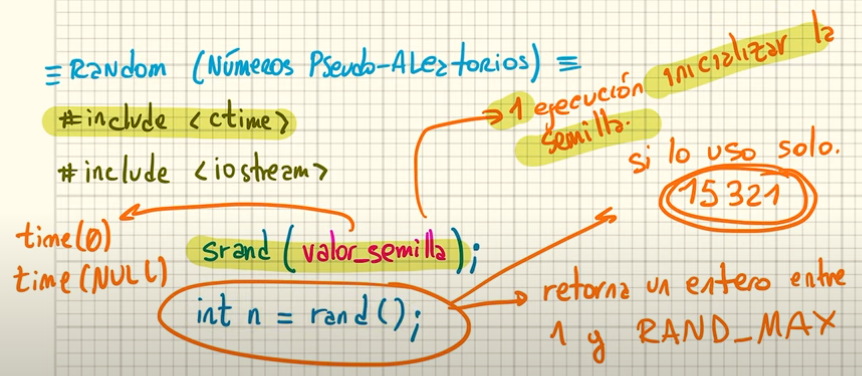 ≡ Random (Números Pseudo-Aleatorios) ≡
#include <ctime>
#include <iostream>
1 ejecución inicializar la
semilla.
si lo uso solo.
15321
time(0)
time(NULL)
srand(valor_semilla);
int n = rand();
retorna un entero entre
1 y RAND_MAX